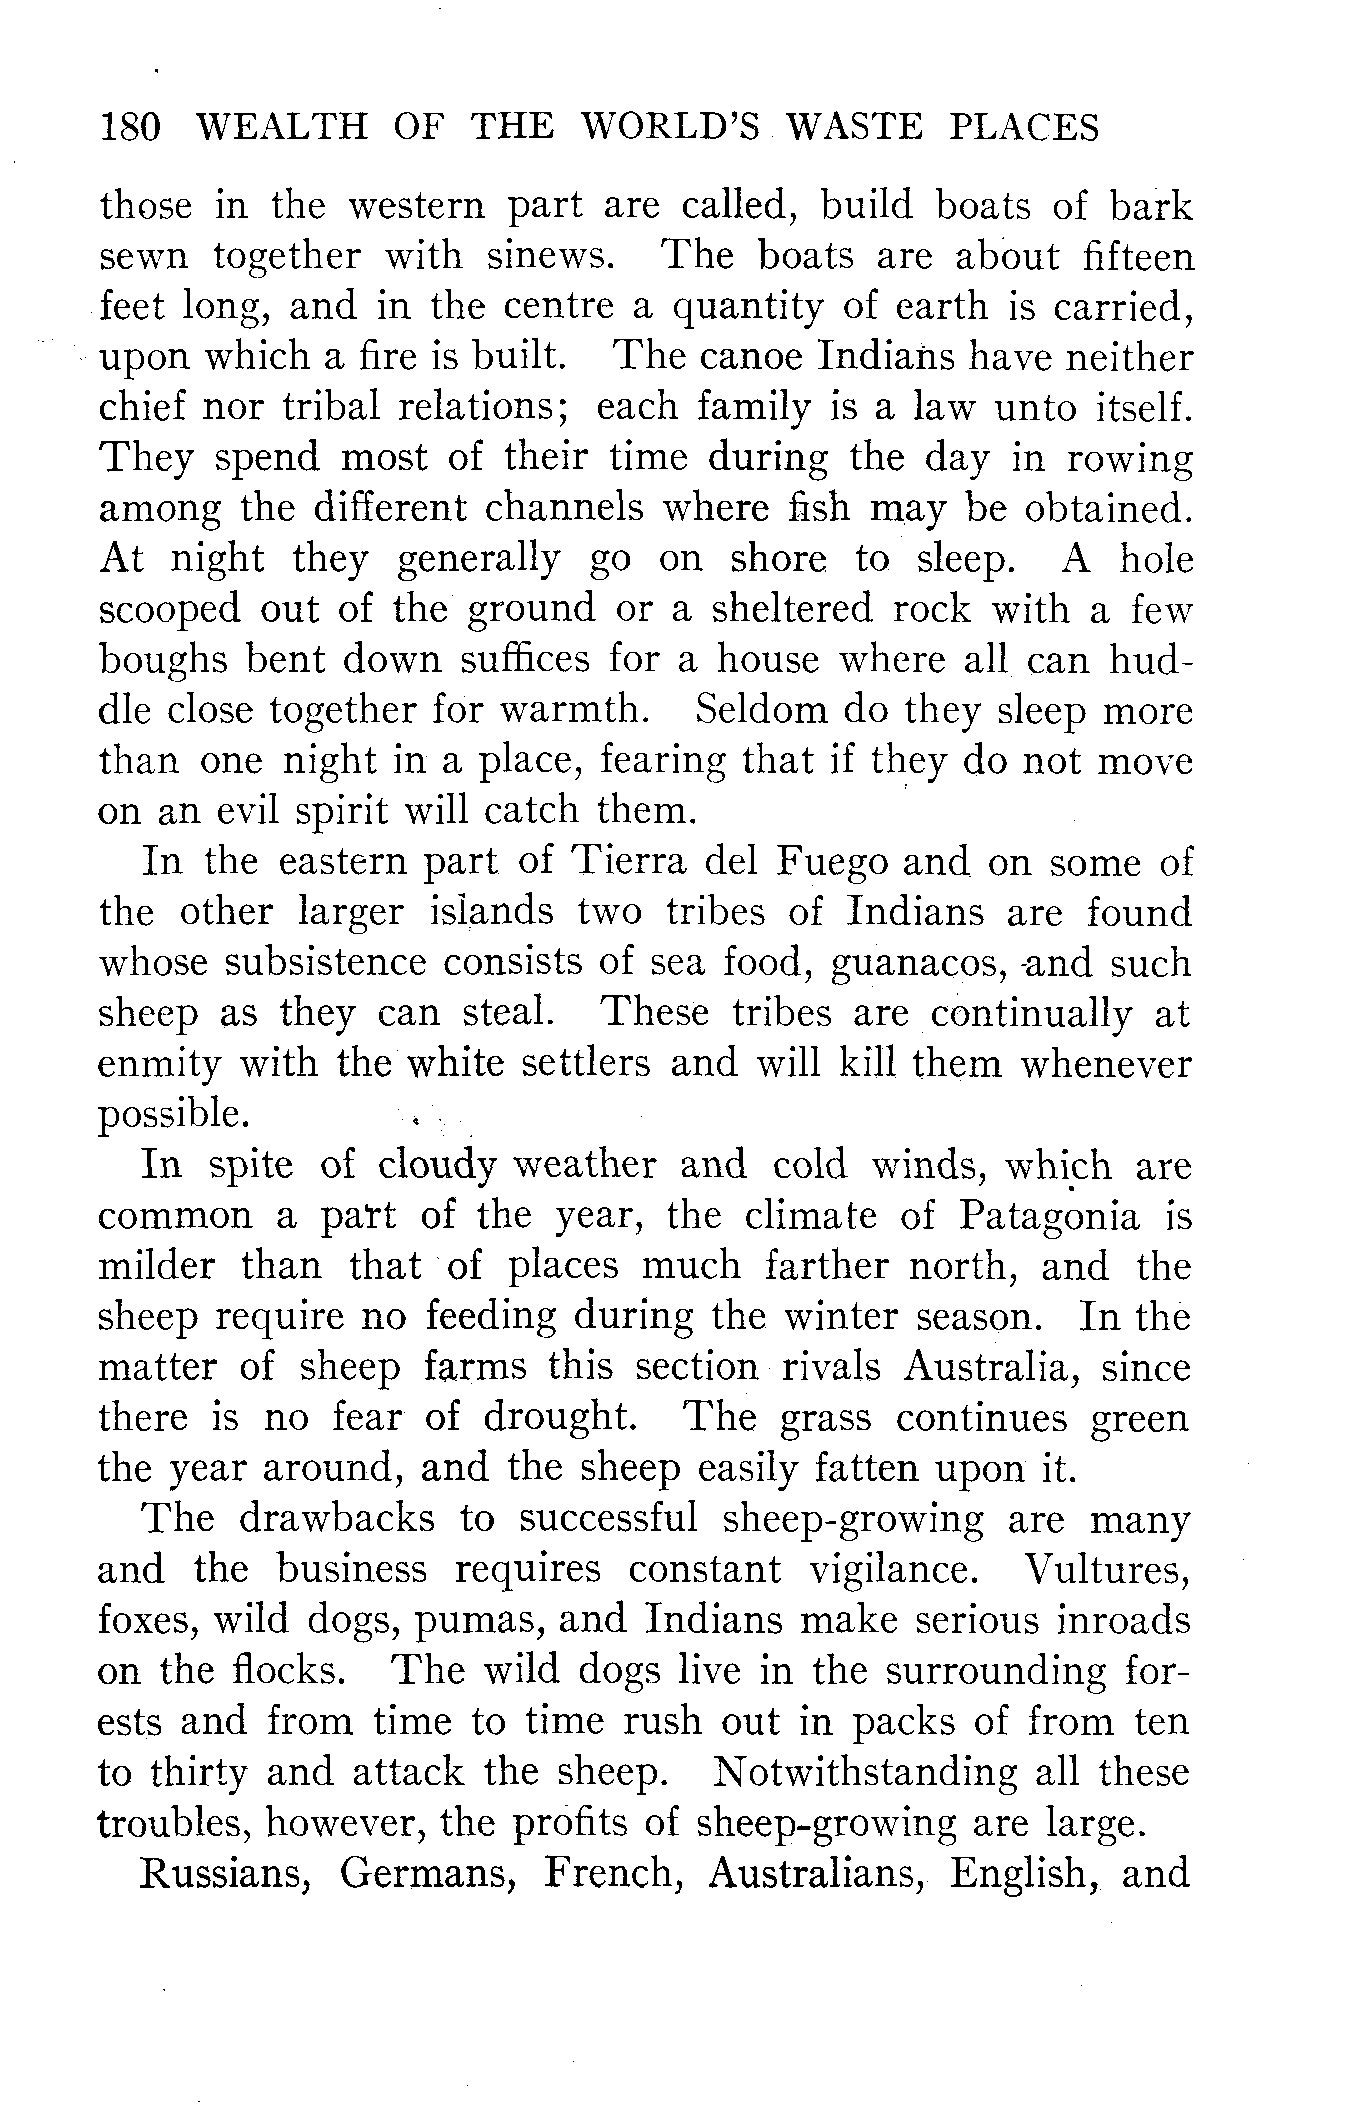 180 WEALTH OF THE WORLD'S WASTE PLACES
those in the western part are called, build boats of bark
sewn together with sinews. The boats are about fifteen
feet long, and in the centre a quantity of earth is carried,
upon which a fire is built. The canoe Indians have neither
chief nor tribal relations; each family is a law unto itself.
They spend most of their time during the day in rowing
among the different channels where fish may be obtained.
At night they generally go on shore to sleep. A hole
scooped out of the ground or a sheltered rock with a few
boughs bent down suffices for a house where all can hud-
dle close together for warmth. Seldom do they sleep more
than one night in a place, fearing that if they do not move
on an evil spirit will catch them.
In the eastern part of Tierra del Fuego and on some of
the other larger islands two tribes of Indians are found
whose subsistence consists of sea food, guanacos, and such
sheep as they can steal. These tribes are continually at
enmity with the white settlers and will kill them whenever
possible.
In spite of cloudy weather and cold winds, which are
common a part of the year, the climate of Patagonia is
milder than that of places much farther north, and the
sheep require no feeding during the winter season. In the
matter of sheep farms this section rivals Australia, since
there is no fear of drought. The grass continues green
the year around, and the sheep easily fatten upon it.
The drawbacks to successful sheep-growing are many
and the business requires constant vigilance. Vultures,
foxes, wild dogs, pumas, and Indians make serious inroads
on the flocks. The wild dogs live in the surrounding for-
ests and from time to time rush out in packs of from ten
to thirty and attack the sheep. Notwithstanding all these
troubles, however, the profits of sheep-growing are large.
Russians, Germans, French, Australians, English, and